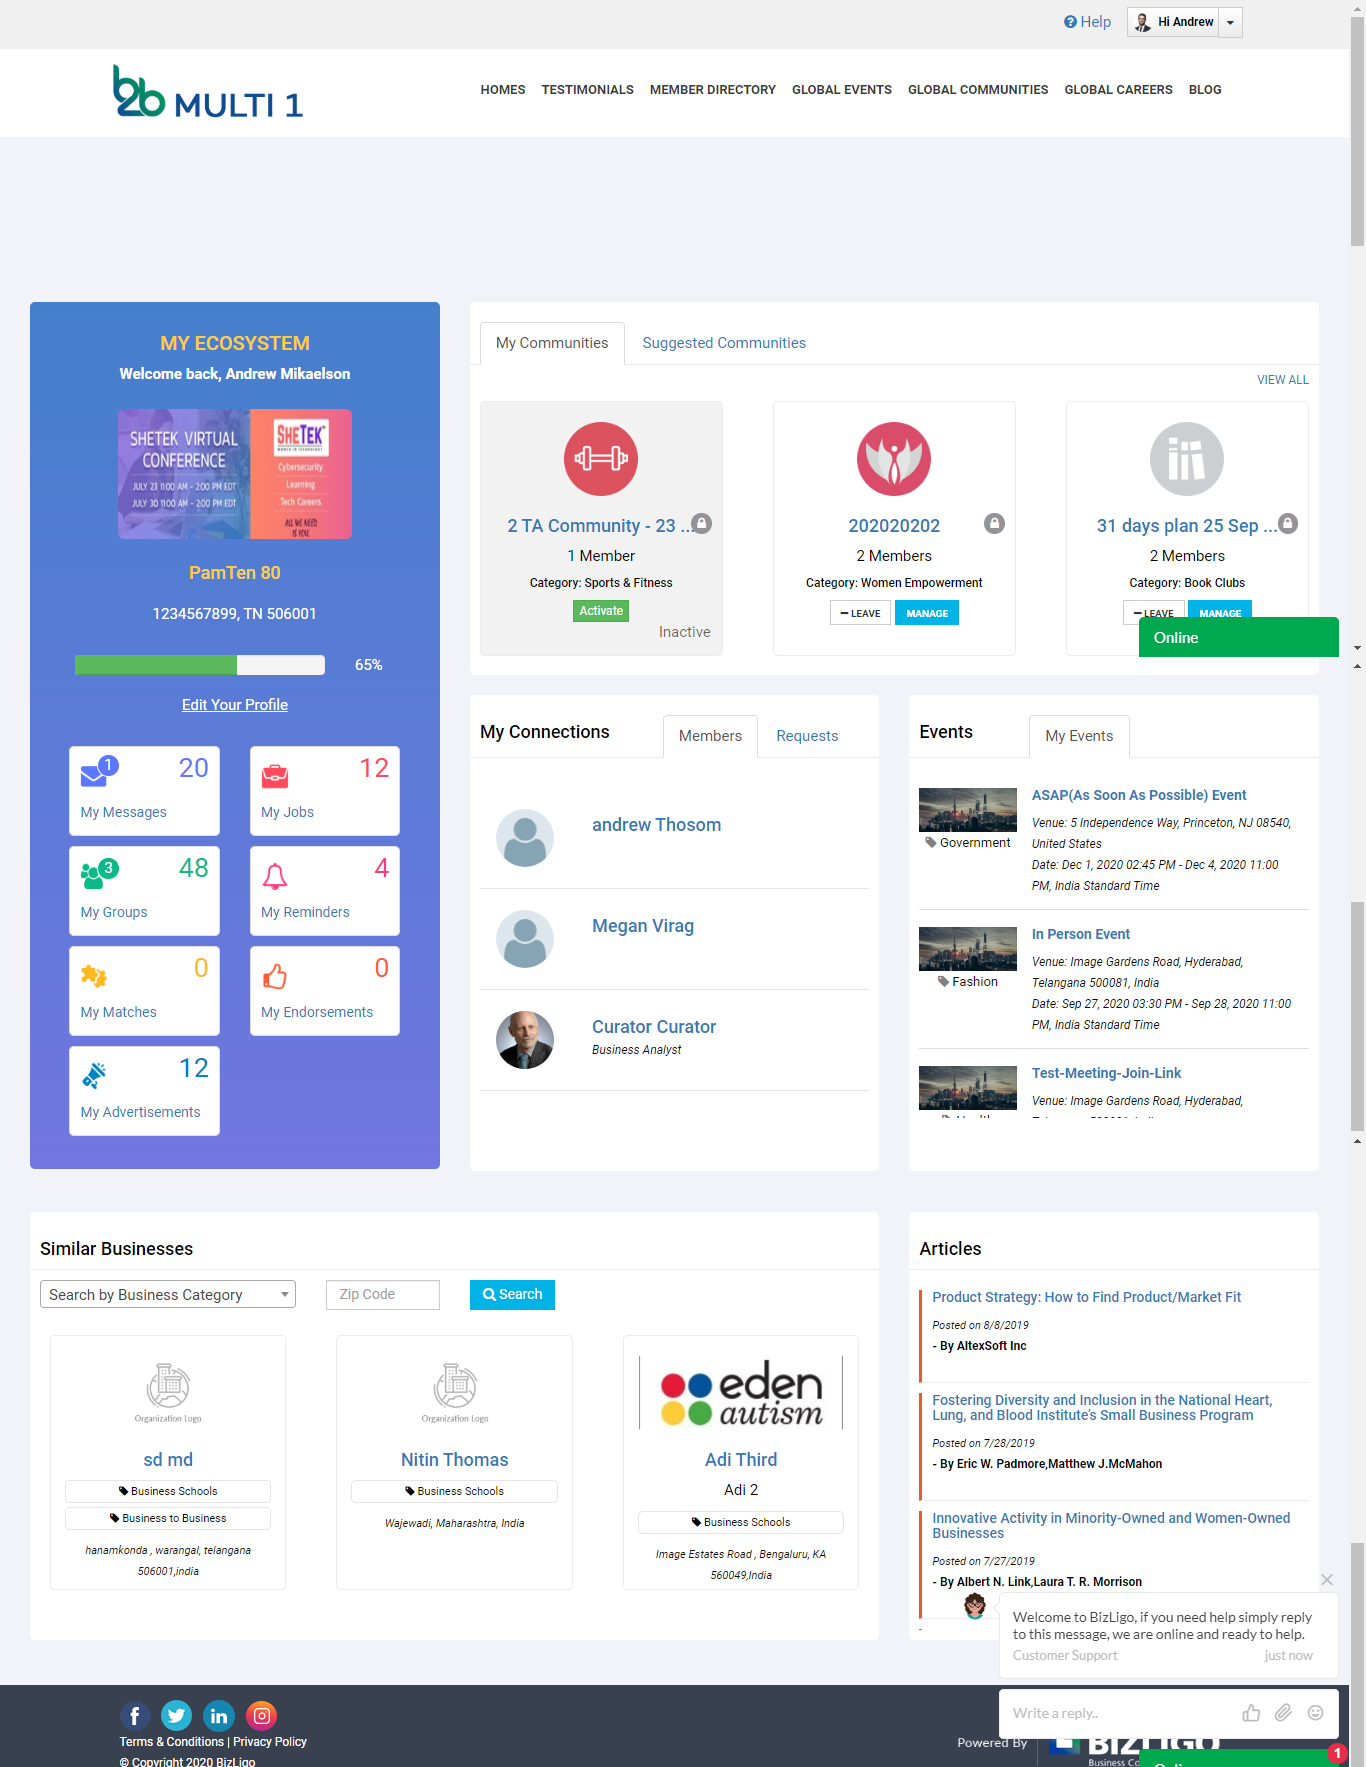 Help
Hi Andrew
b2b MULTI 1
HOMES TESTIMONIALS MEMBER DIRECTORY GLOBAL EVENTS GLOBAL COMMUNITIES GLOBAL CAREERS BLOG
MY ECOSYSTEM
Welcome back, Andrew Mikaelson
SHETEK VIRTUAL
CONFERENCE
JULY 23 11:00 AM - 2:00 PM EDT
JULY 30 11:00 AM - 2:00 PM EDT
SHETEK
WOMEN IN TECHNOLOGY
Cybersecurity
Learning
Tech Careers
ALL WE NEED
IS YOU!
PamTen 80
1234567899, TN 506001
65%
Edit Your Profile
1 20
My Messages
12
My Jobs
3 48
My Groups
4
My Reminders
0
My Matches
0
My Endorsements
12
My Advertisements
My Communities
Suggested Communities
VIEW ALL
2 TA Community - 23 ...
1 Member
Category: Sports & Fitness
Activate
Inactive
202020202
2 Members
Category: Women Empowerment
LEAVE
MANAGE
31 days plan 25 Sep ...
2 Members
Category: Book Clubs
LEAVE
MANAGE
Online
My Connections
Members
Requests
andrew Thosom
Megan Virag
Curator Curator
Business Analyst
Events
My Events
ASAP(As Soon As Possible) Event
Venue: 5 Independence Way, Princeton, NJ 08540,
United States
Date: Dec 1, 2020 02:45 PM - Dec 4, 2020 11:00
PM, India Standard Time
Government
In Person Event
Venue: Image Gardens Road, Hyderabad,
Telangana 500081, India
Date: Sep 27, 2020 03:30 PM - Sep 28, 2020 11:00
PM, India Standard Time
Fashion
Test-Meeting-Join-Link
Venue: Image Gardens Road, Hyderabad,
Similar Businesses
Search by Business Category
Zip Code
Search
Organization Logo
sd md
Business Schools
Business to Business
hanamkonda , warangal, telangana
506001,india
Organization Logo
Nitin Thomas
Business Schools
Wajewadi, Maharashtra, India
eden
autism
Adi Third
Adi 2
Business Schools
Image Estates Road , Bengaluru, KA
560049,India
Articles
Product Strategy: How to Find Product/Market Fit
Posted on 8/8/2019
- By AltexSoft Inc
Fostering Diversity and Inclusion in the National Heart,
Lung, and Blood Institute's Small Business Program
Posted on 7/28/2019
- By Eric W. Padmore,Matthew J.McMahon
Innovative Activity in Minority-Owned and Women-Owned
Businesses
Posted on 7/27/2019
- By Albert N. Link,Laura T. R. Morrison
Welcome to BizLigo, if you need help simply reply
to this message, we are online and ready to help.
Customer Support just now
Write a reply..
Terms & Conditions | Privacy Policy
© Copyright 2020 BizLigo
Powered By
BIZLIGO
Business
1
Online